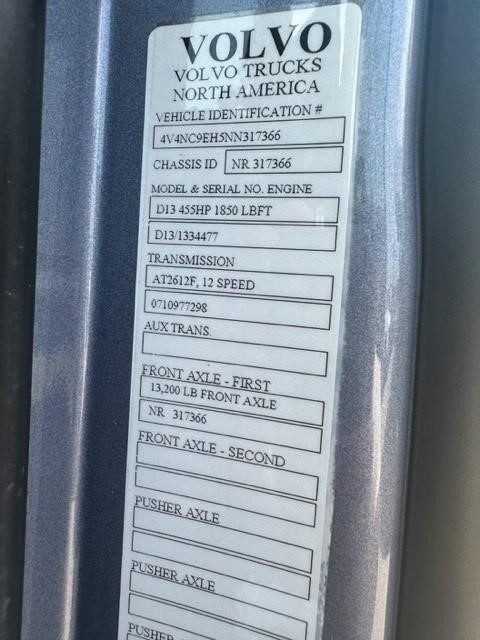 VOLVO
VOLVO TRUCKS
NORTH AMERICA
VEHICLE IDENTIFICATION #
4V4NC9EH5NN317366
CHASSIS ID NR 317366
MODEL & SERIAL NO. ENGINE
D13 455HP 1850 LBFT
D13/1334477
TRANSMISSION
AT2612F, 12 SPEED
0710977298
AUX TRANS.
FRONT AXLE - FIRST
13,200 LB FRONT AXLE
NR 317366
FRONT AXLE - SECOND
PUSHER AXLE
PUSHER AXLE
PUSHER